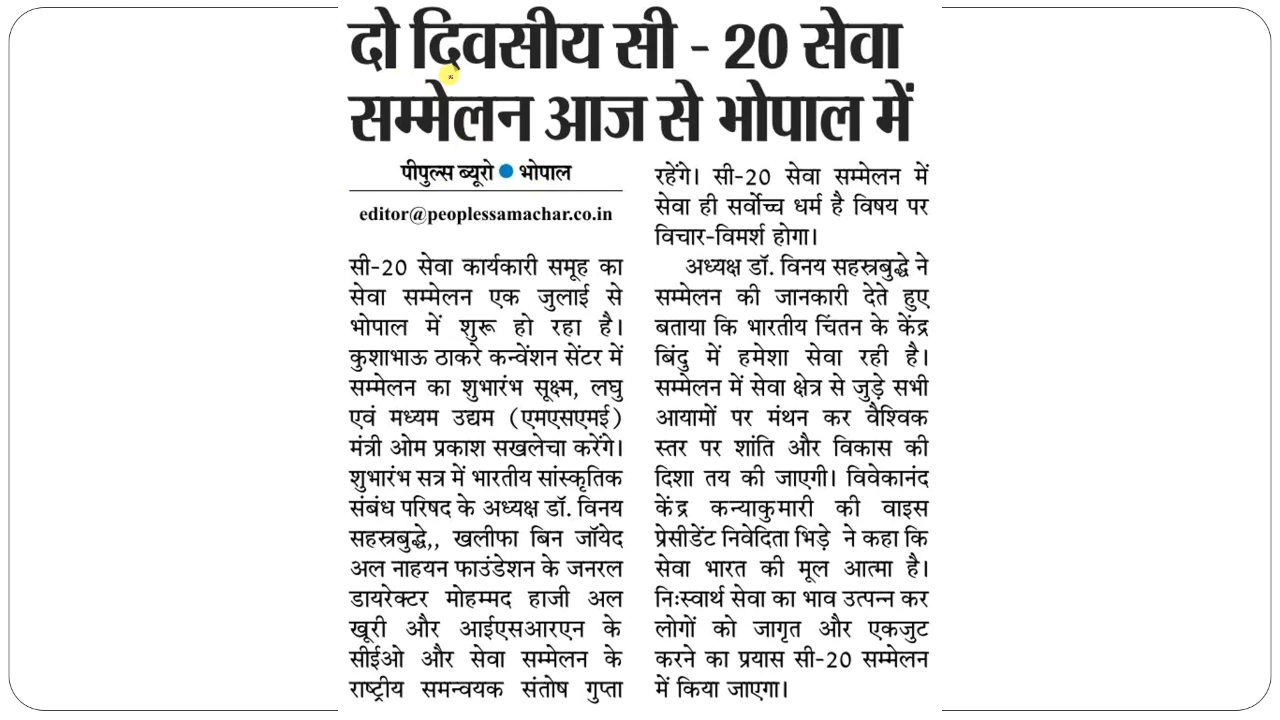 दो दिवसीय सी - 20 सेवा
सम्मेलन आज से भोपाल में
पीपुल्स ब्यूरो ● भोपाल
editor@peoplessamachar.co.in
सी-20 सेवा कार्यकारी समूह का
सेवा सम्मेलन एक जुलाई से
भोपाल में शुरू हो रहा है।
कुशाभाऊ ठाकरे कन्वेंशन सेंटर में
सम्मेलन का शुभारंभ सूक्ष्म, लघु
एवं मध्यम उद्यम (एमएसएमई)
मंत्री ओम प्रकाश सखलेचा करेंगे।
शुभारंभ सत्र में भारतीय सांस्कृतिक
संबंध परिषद के अध्यक्ष डॉ. विनय
सहस्रबुद्धे,, खलीफा बिन जॉयेद
अल नाहयन फाउंडेशन के जनरल
डायरेक्टर मोहम्मद हाजी अल
खूरी और आईएसआरएन के
सीईओ और सेवा सम्मेलन के
राष्ट्रीय समन्वयक संतोष गुप्ता
रहेंगे। सी-20 सेवा सम्मेलन में
सेवा ही सर्वोच्च धर्म है विषय पर
विचार-विमर्श होगा।
अध्यक्ष डॉ. विनय सहस्रबुद्धे ने
सम्मेलन की जानकारी देते हुए
बताया कि भारतीय चिंतन के केंद्र
बिंदु में हमेशा सेवा रही है।
सम्मेलन में सेवा क्षेत्र से जुड़े सभी
आयामों पर मंथन कर वैश्विक
स्तर पर शांति और विकास की
दिशा तय की जाएगी। विवेकानंद
केंद्र कन्याकुमारी की वाइस
प्रेसीडेंट निवेदिता भिड़े ने कहा कि
सेवा भारत की मूल आत्मा है।
निःस्वार्थ सेवा का भाव उत्पन्न कर
लोगों को जागृत और एकजुट
करने का प्रयास सी-20 सम्मेलन
में किया जाएगा।